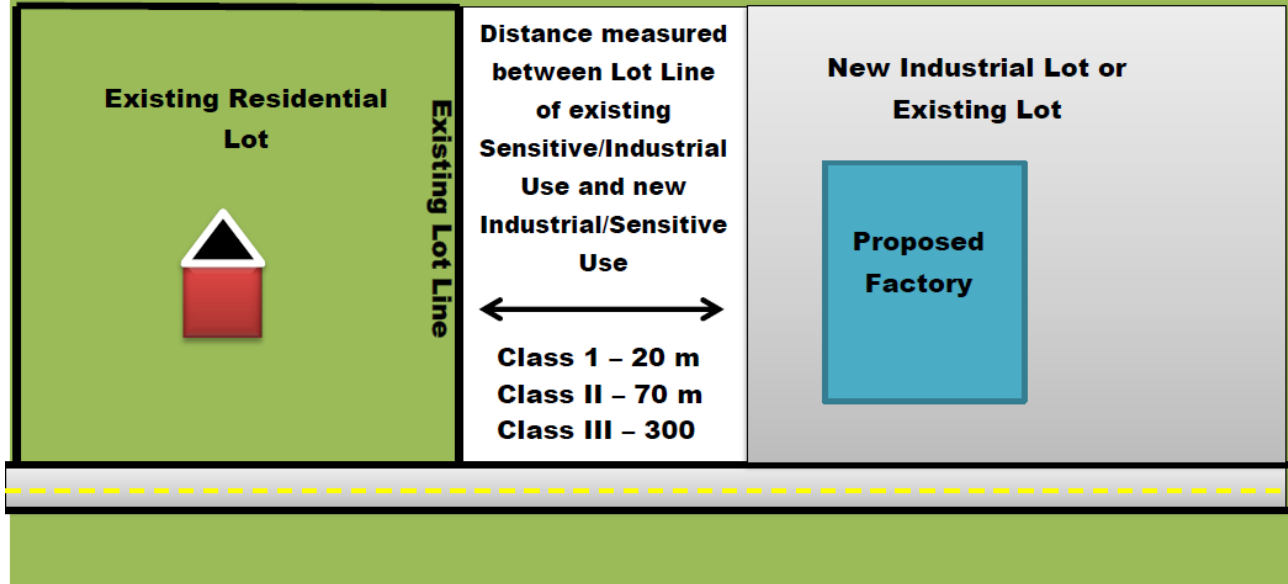 Existing Residential
Lot
Existing Lot Line
Distance measured
between Lot Line
of existing
Sensitive/Industrial
Use and new
Industrial/Sensitive
Use
Class 1 – 20 m
Class II – 70 m
Class III – 300
New Industrial Lot or
Existing Lot
Proposed
Factory